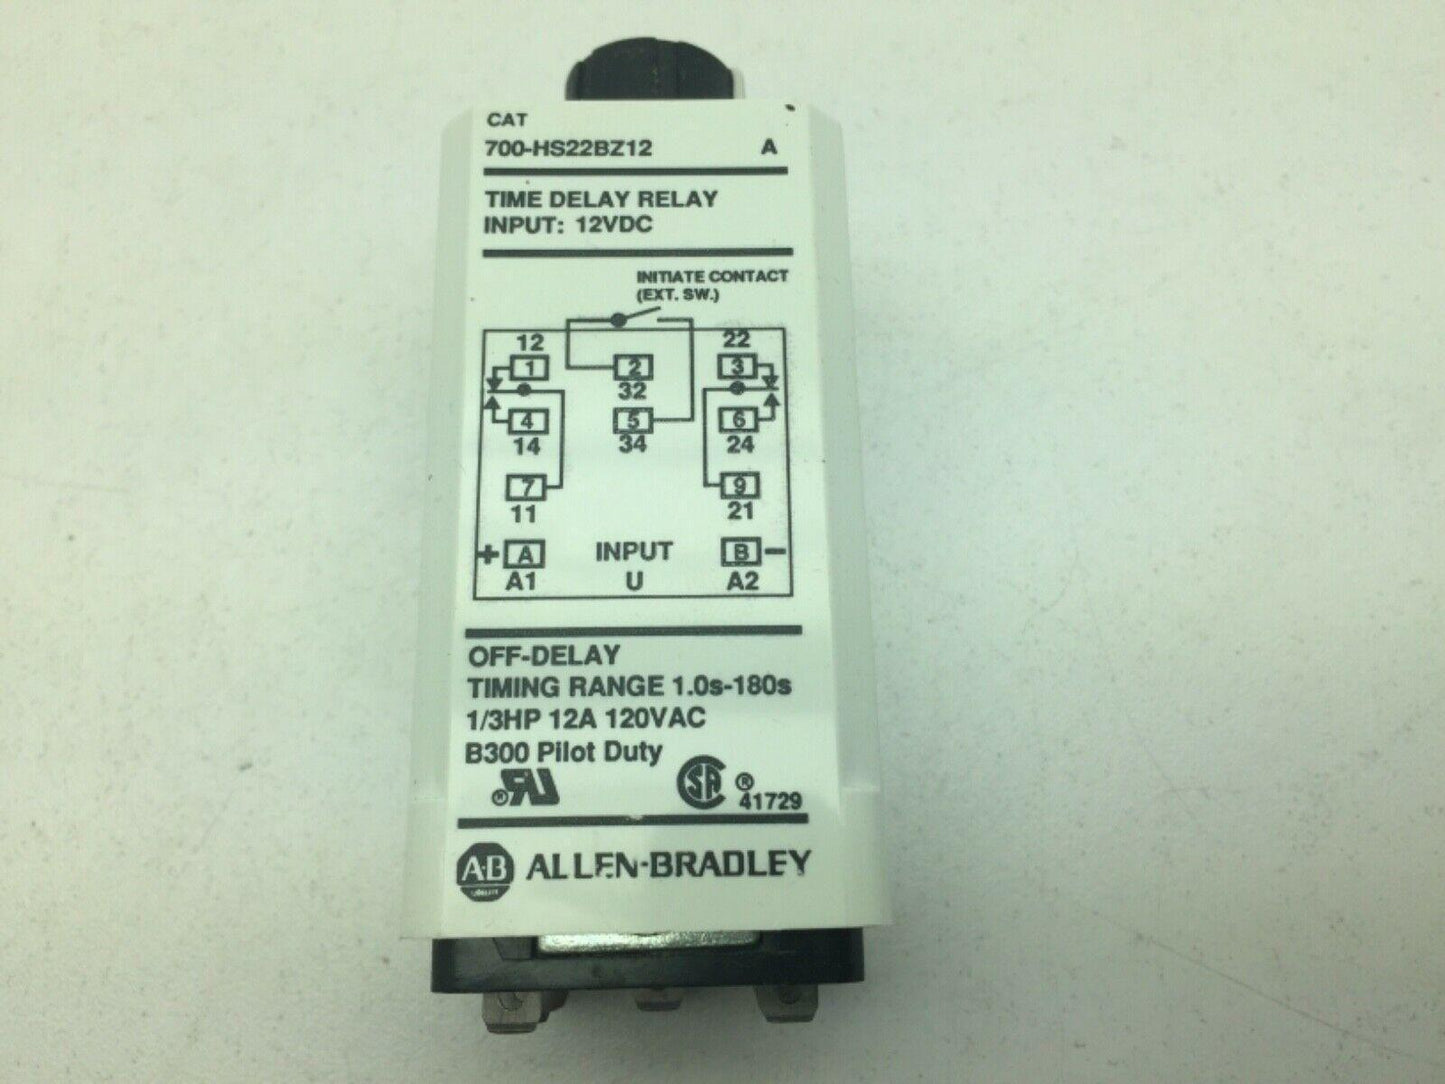 CAT
700-HS22BZ12 A
TIME DELAY RELAY
INPUT: 12VDC
INITIATE CONTACT
(EXT. SW.)
12 22
1 2 3
32
4 5 6
14 34 24
7 9
11 21
+ A INPUT B -
A1 U A2
OFF-DELAY
TIMING RANGE 1.0s-180s
1/3HP 12A 120VAC
B300 Pilot Duty
® UR SA ®
41729
A-B ALLEN-BRADLEY